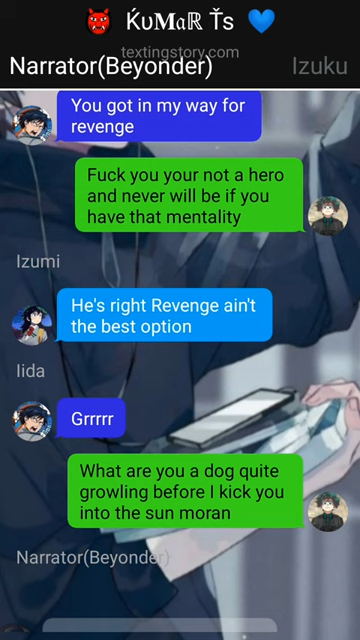 👹 ḰυMaℝ Ťs 💙
textingstory.com
Narrator(Beyonder) Izuku
You got in my way for
revenge
Fuck you your not a hero
and never will be if you
have that mentality
Izumi
He's right Revenge ain't
the best option
Iida
Grrrrr
What are you a dog quite
growling before I kick you
into the sun moran
Narrator(Beyonder)